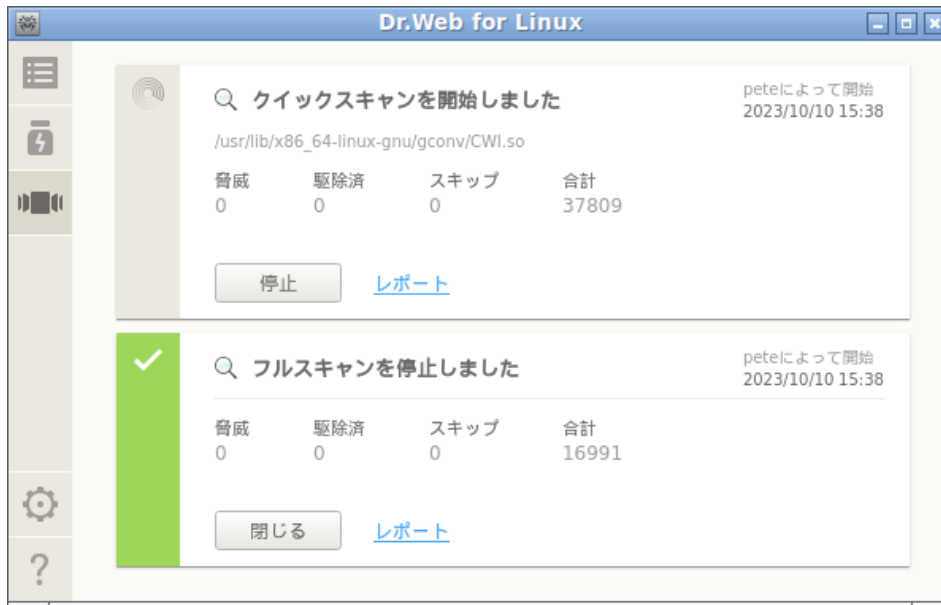 Dr.Web for Linux
クイックスキャンを開始しました
peteによって開始
2023/10/10 15:38
/usr/lib/x86_64-linux-gnu/gconv/CWI.so
脅威 駆除済 スキップ 合計
0 0 0 37809
停止 レポート
フルスキャンを停止しました
peteによって開始
2023/10/10 15:38
脅威 駆除済 スキップ 合計
0 0 0 16991
閉じる レポート